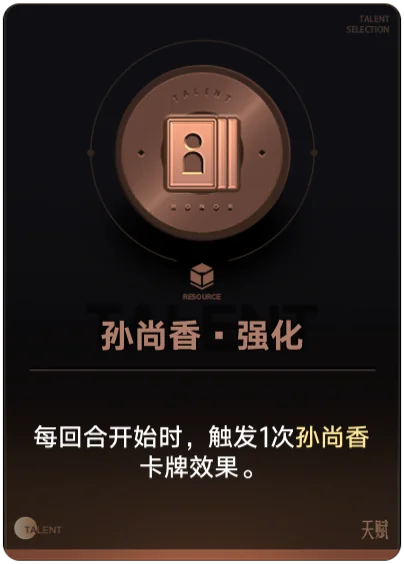 TALENT
SELECTION
TALENT
HONOR
RESOURCE
TALENT
孙尚香·强化
每回合开始时，触发1次孙尚香
卡牌效果。
TALENT
天赋